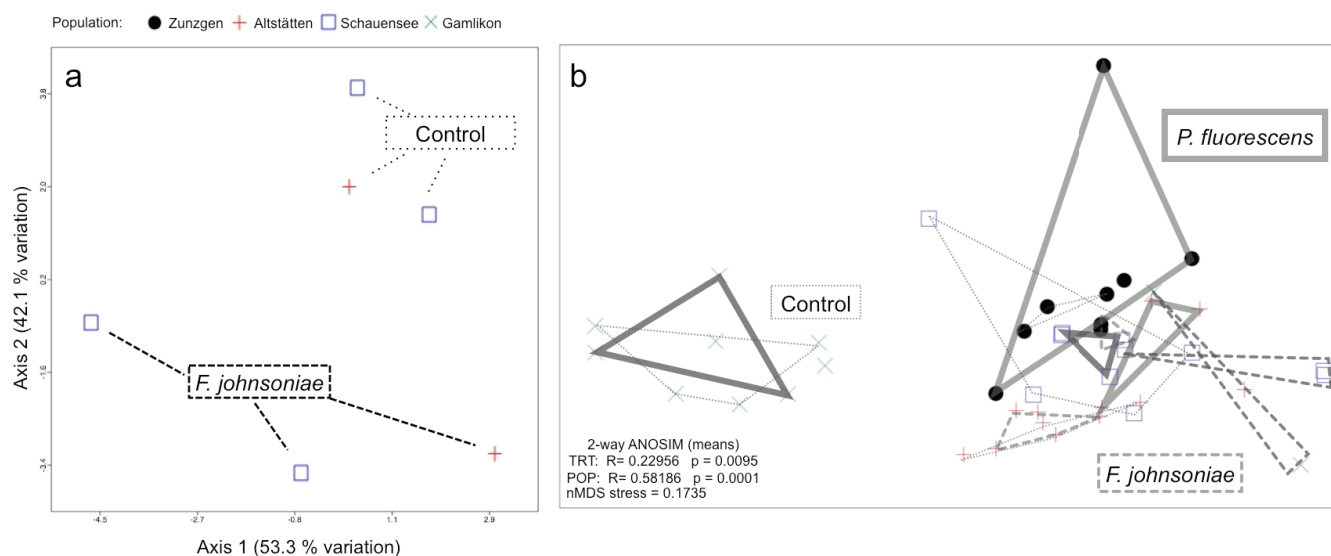 Population: Zunzgen Altstätten Schauensee Gamlikon
a
Control
F. johnsoniae
Axis 2 (42.1 % variation)
3.8
2.0
0.2
-1.6
-3.4
-4.5 -2.7 -0.8 1.1 2.9
Axis 1 (53.3 % variation)
b
P. fluorescens
Control
F. johnsoniae
2-way ANOSIM (means)
TRT: R= 0.22956 p = 0.0095
POP: R= 0.58186 p = 0.0001
nMDS stress = 0.1735